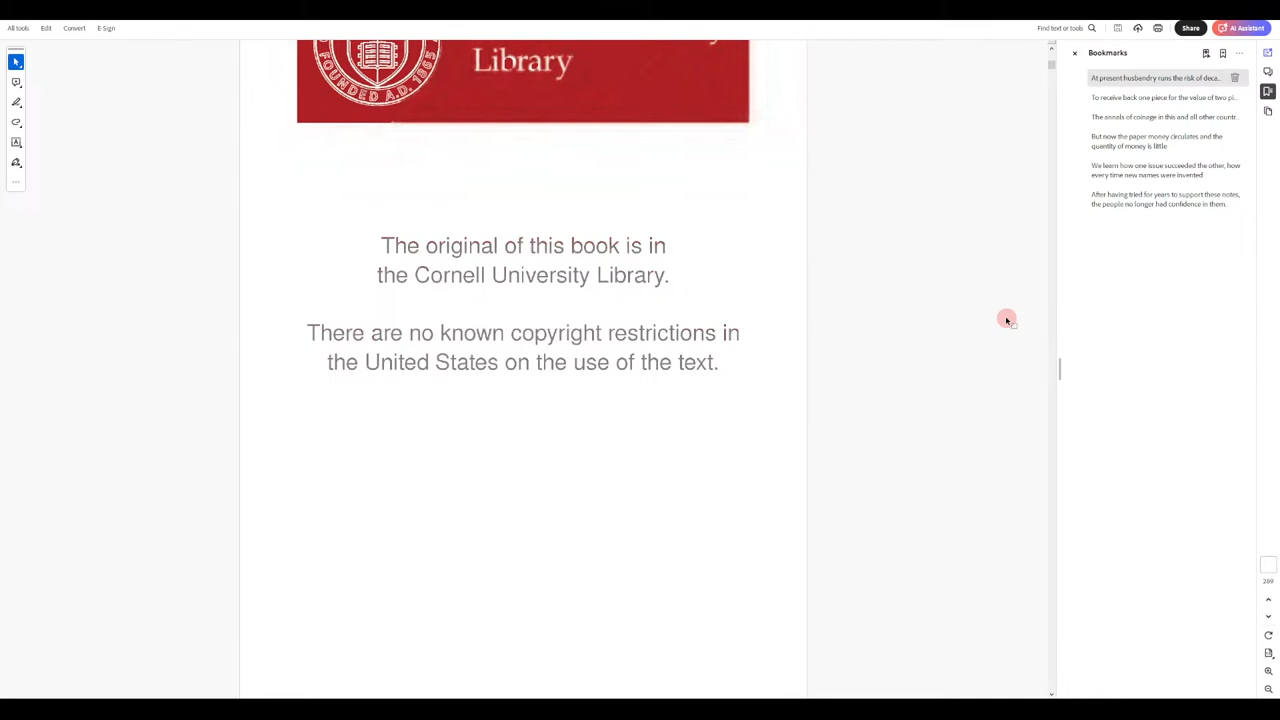 All tools Edit Convert E-Sign
Find text or tools
Share
AI Assistant
FOUNDED A.D. 1865
Library
The original of this book is in
the Cornell University Library.
There are no known copyright restrictions in
the United States on the use of the text.
Bookmarks
At present husbendry runs the risk of deca...
To receive back one piece for the value of two pi...
The annals of coinage in this and all other countr...
But now the paper money circulates and the
quantity of money is little
We learn how one issue succeeded the other, how
every time new names were invented
After having tried for years to support these notes,
the people no longer had confidence in them.
289